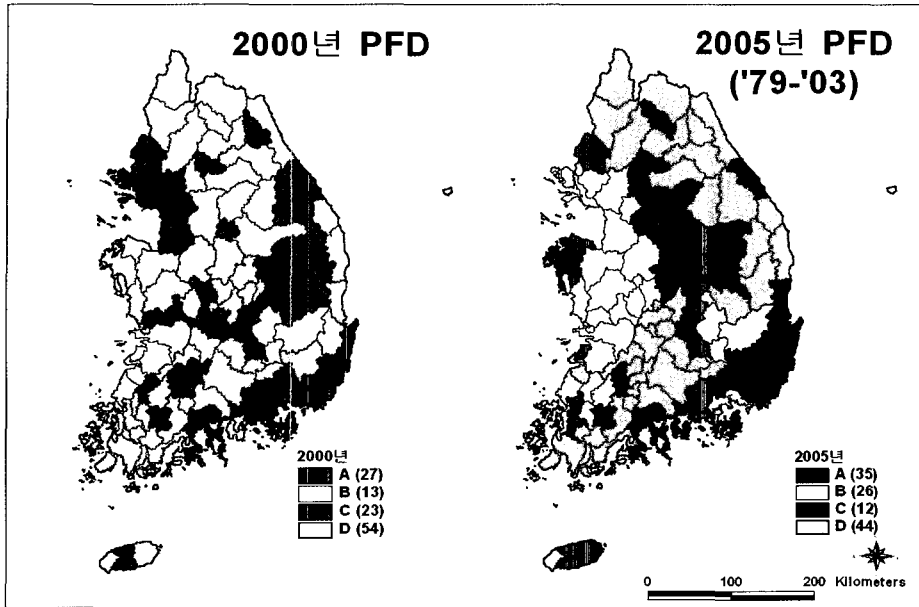 2000년 PFD
2005년 PFD
('79-'03)
2000년
A (27)
B (13)
C (23)
D (54)
2005년
A (35)
B (26)
C (12)
D (44)
0 100 200 Kilometers